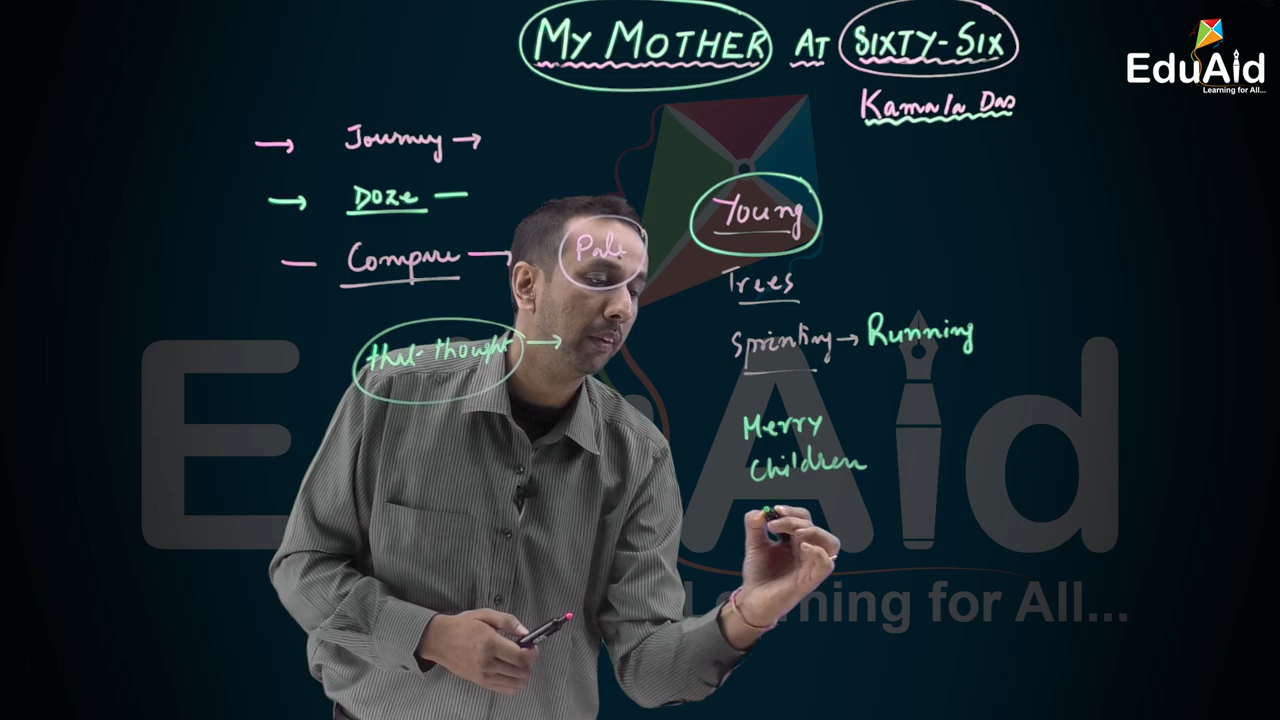 MY MOTHER AT SIXTY-SIX
Kamala Das
EduAid
Learning for All...
Journey →
→ Doze —
Compare →
Pale
that thought →
Young
Trees
Sprinting → Running
Merry
Children
EduAid
Learning for All...